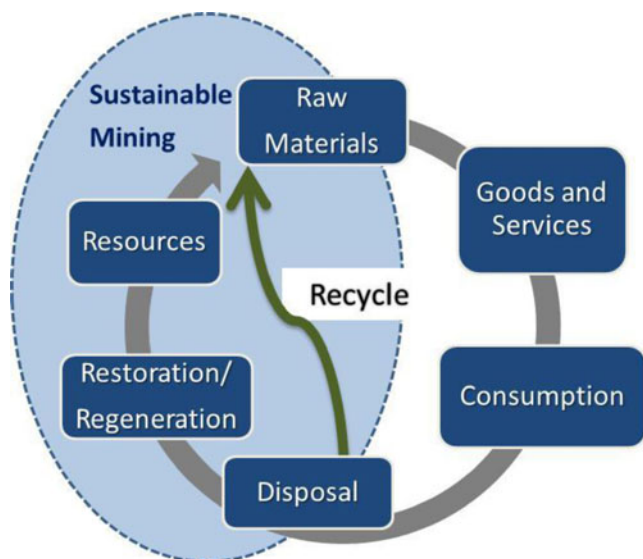 Sustainable
Mining
Raw
Materials
Goods and
Services
Resources
Recycle
Restoration/
Regeneration
Consumption
Disposal